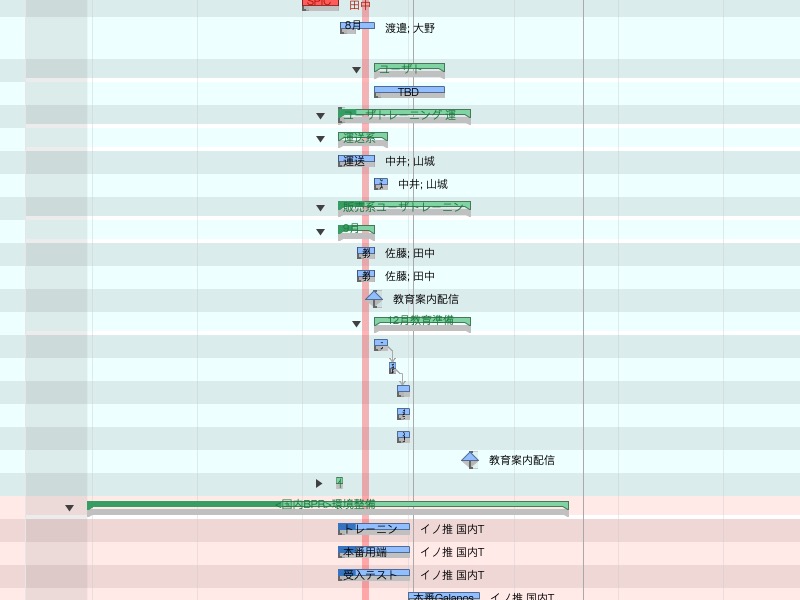 SPIC
田中
8月 渡邉; 大野
ユーザト
TBD
ユーザトレーニング 運
運送系
運送 中井; 山城
中井; 山城
販売系ユーザトレーニン
9月
教 佐藤; 田中
教 佐藤; 田中
教育案内配信
12月教育準備
教育案内配信
<国内BPR>環境整備
トレーニン イノ推 国内T
本番用端 イノ推 国内T
受入テスト イノ推 国内T
本番Galapos イノ推 国内T